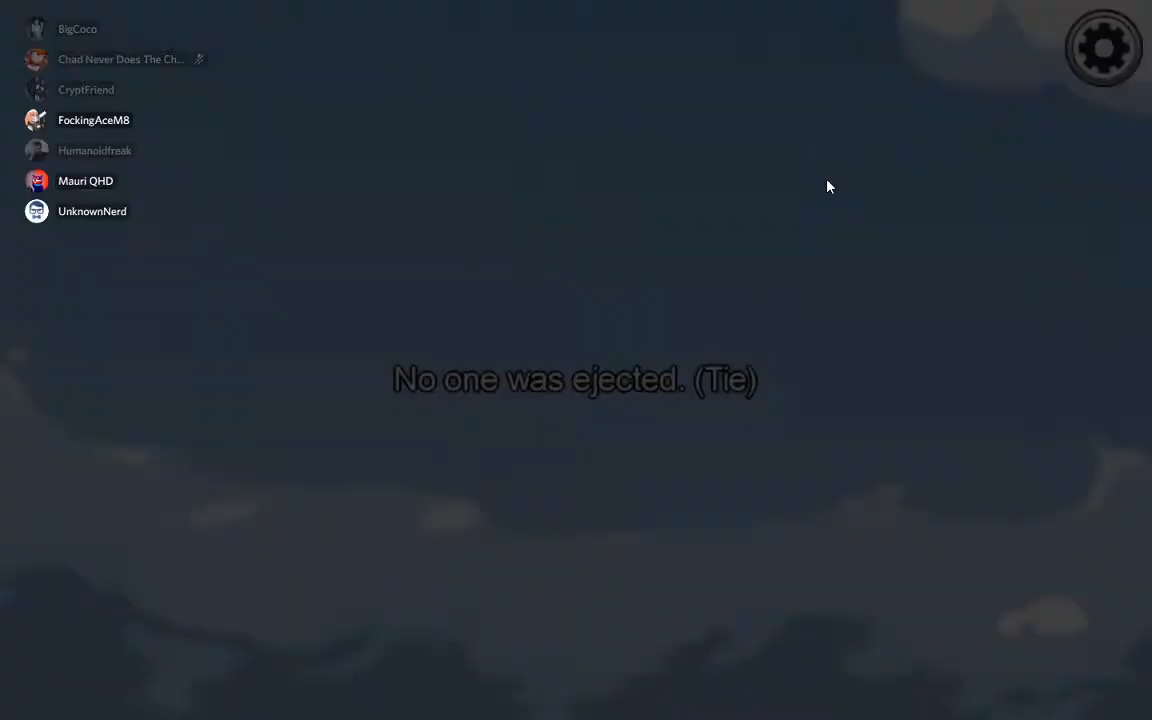 BigCoco
Chad Never Does The Ch...
CryptFriend
FockingAceM8
Humanoidfreak
Mauri QHD
UnknownNerd
No one was ejected. (Tie)